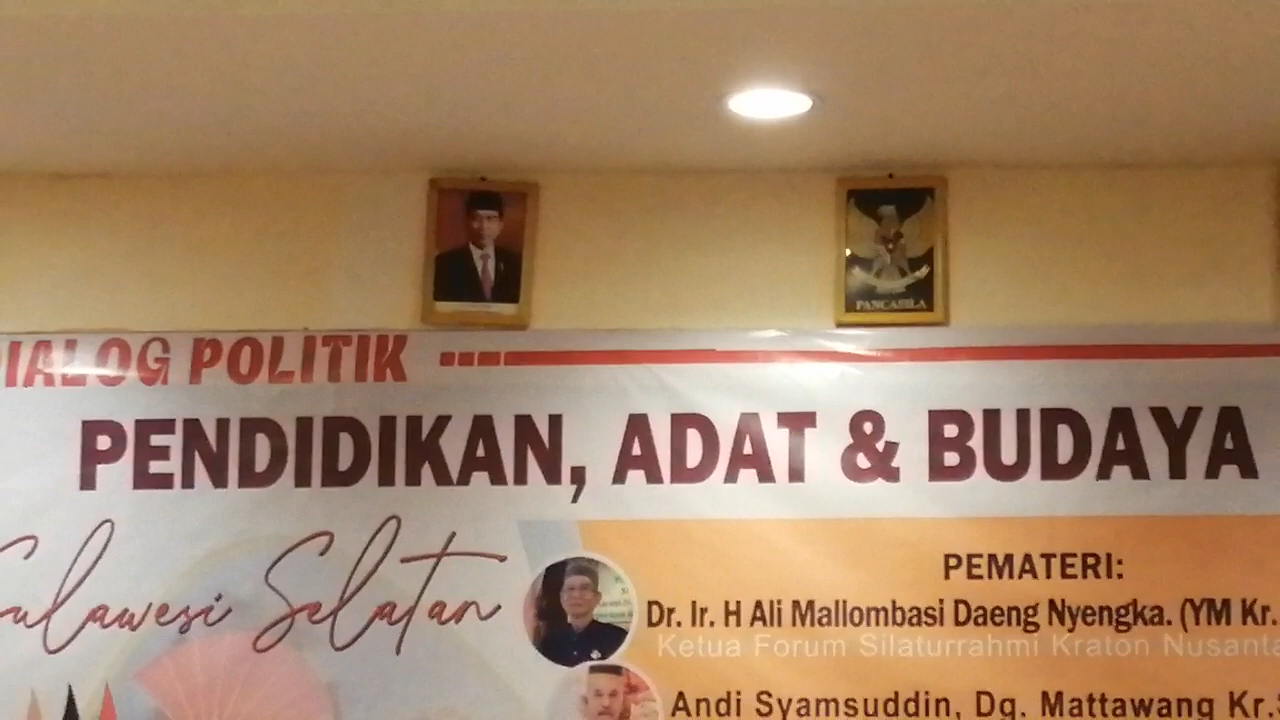 PANCASILA
DIALOG POLITIK
PENDIDIKAN, ADAT & BUDAYA
Sulawesi Selatan
PEMATERI:
Dr. Ir. H Ali Mallombasi Daeng Nyengka. (YM Kr.
Ketua Forum Silaturrahmi Kraton Nusanta
Andi Syamsuddin, Dg. Mattawang Kr.